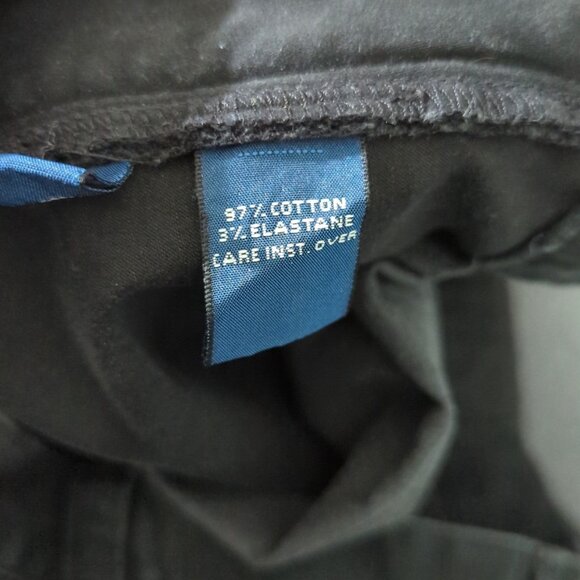 97% COTTON
3% ELASTANE
CARE INST. OVER